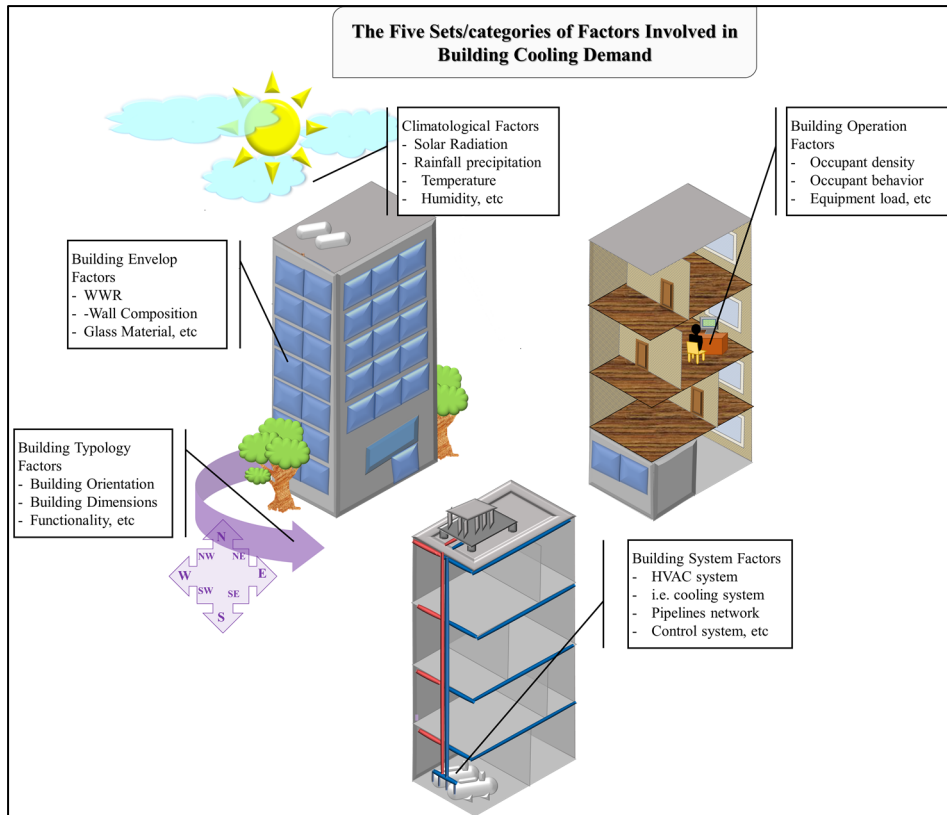 The Five Sets/categories of Factors Involved in
Building Cooling Demand
Climatological Factors
- Solar Radiation
- Rainfall precipitation
- Temperature
- Humidity, etc
Building Operation
Factors
- Occupant density
- Occupant behavior
- Equipment load, etc
Building Envelop
Factors
- WWR
- -Wall Composition
- Glass Material, etc
Building Typology
Factors
- Building Orientation
- Building Dimensions
- Functionality, etc
N
NW NE
W E
SW SE
S
Building System Factors
- HVAC system
- i.e. cooling system
- Pipelines network
- Control system, etc